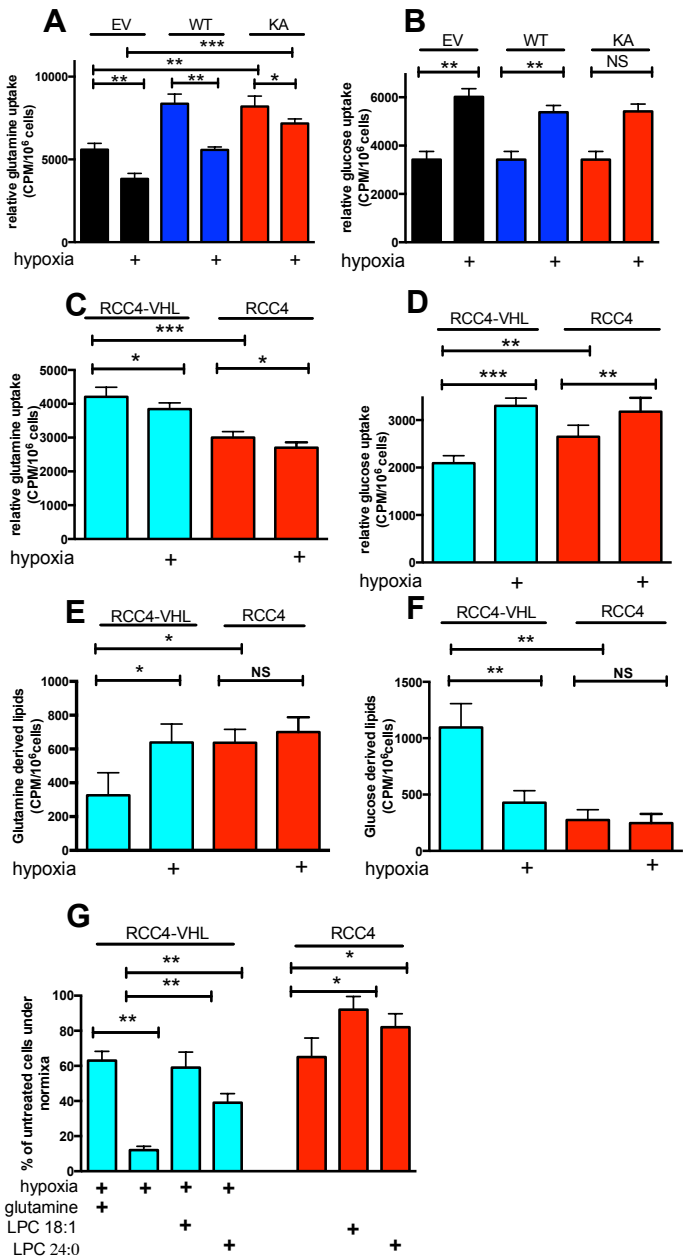 A
EV WT KA
***
**
** ** *
relative glutamine uptake
(CPM/10⁶ cells)
10000
5000
0
hypoxia + + +
B
EV WT KA
** ** NS
relative glucose uptake
(CPM/10⁶ cells)
6000
4000
2000
0
hypoxia + + +
C
RCC4-VHL RCC4
***
* *
relative glutamine uptake
(CPM/10⁶ cells)
5000
4000
3000
2000
1000
0
hypoxia + +
D
RCC4-VHL RCC4
**
*** **
relative glucose uptake
(CPM/10⁶ cells)
3000
2000
1000
0
hypoxia + +
E
RCC4-VHL RCC4
*
* NS
Glutamine derived lipids
(CPM/10⁶cells)
1000
800
600
400
200
0
hypoxia + +
F
RCC4-VHL RCC4
**
** NS
Glucose derived lipids
(CPM/10⁶cells)
1500
1000
500
0
hypoxia + +
G
RCC4-VHL RCC4
** *
** *
**
% of untreated cells under
normixa
100
80
60
40
20
0
hypoxia + + + +
glutamine +
LPC 18:1 + +
LPC 24:0 + +